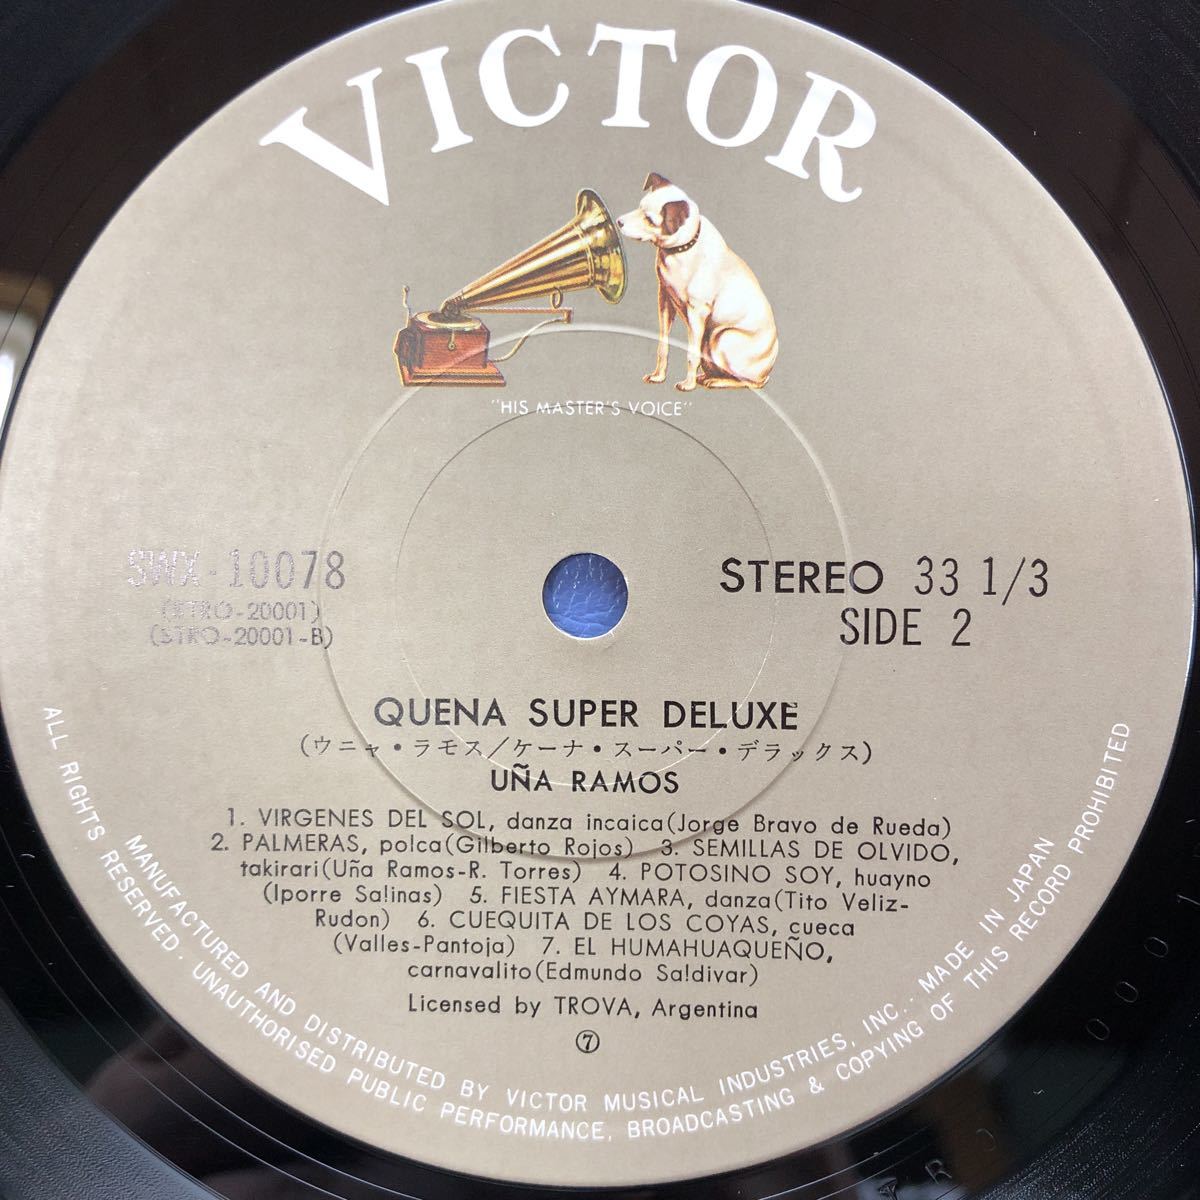 VICTOR
"HIS MASTER'S VOICE"
SWX-10078
(STRO-20001)
(STRO-20001-B)
STEREO 33 1/3
SIDE 2
QUENA SUPER DELUXE
(ウニャ・ラモス/ケーナ・スーパー・デラックス)
UÑA RAMOS
1. VIRGENES DEL SOL, danza incaica(Jorge Bravo de Rueda)
2. PALMERAS, polca(Gilberto Rojos) 3. SEMILLAS DE OLVIDO,
takirari(Uña Ramos-R. Torres) 4. POTOSINO SOY, huayno
(Iporre Salinas) 5. FIESTA AYMARA, danza(Tito Veliz-
Rudon) 6. CUEQUITA DE LOS COYAS, cueca
(Valles-Pantoja) 7. EL HUMAHUAQUEÑO,
carnavalito(Edmundo Saldivar)
Licensed by TROVA, Argentina
⑦
MANUFACTURED AND DISTRIBUTED BY VICTOR MUSICAL INDUSTRIES, INC. · MADE IN JAPAN
ALL RIGHTS RESERVED · UNAUTHORISED PUBLIC PERFORMANCE, BROADCASTING & COPYING OF THIS RECORD PROHIBITED